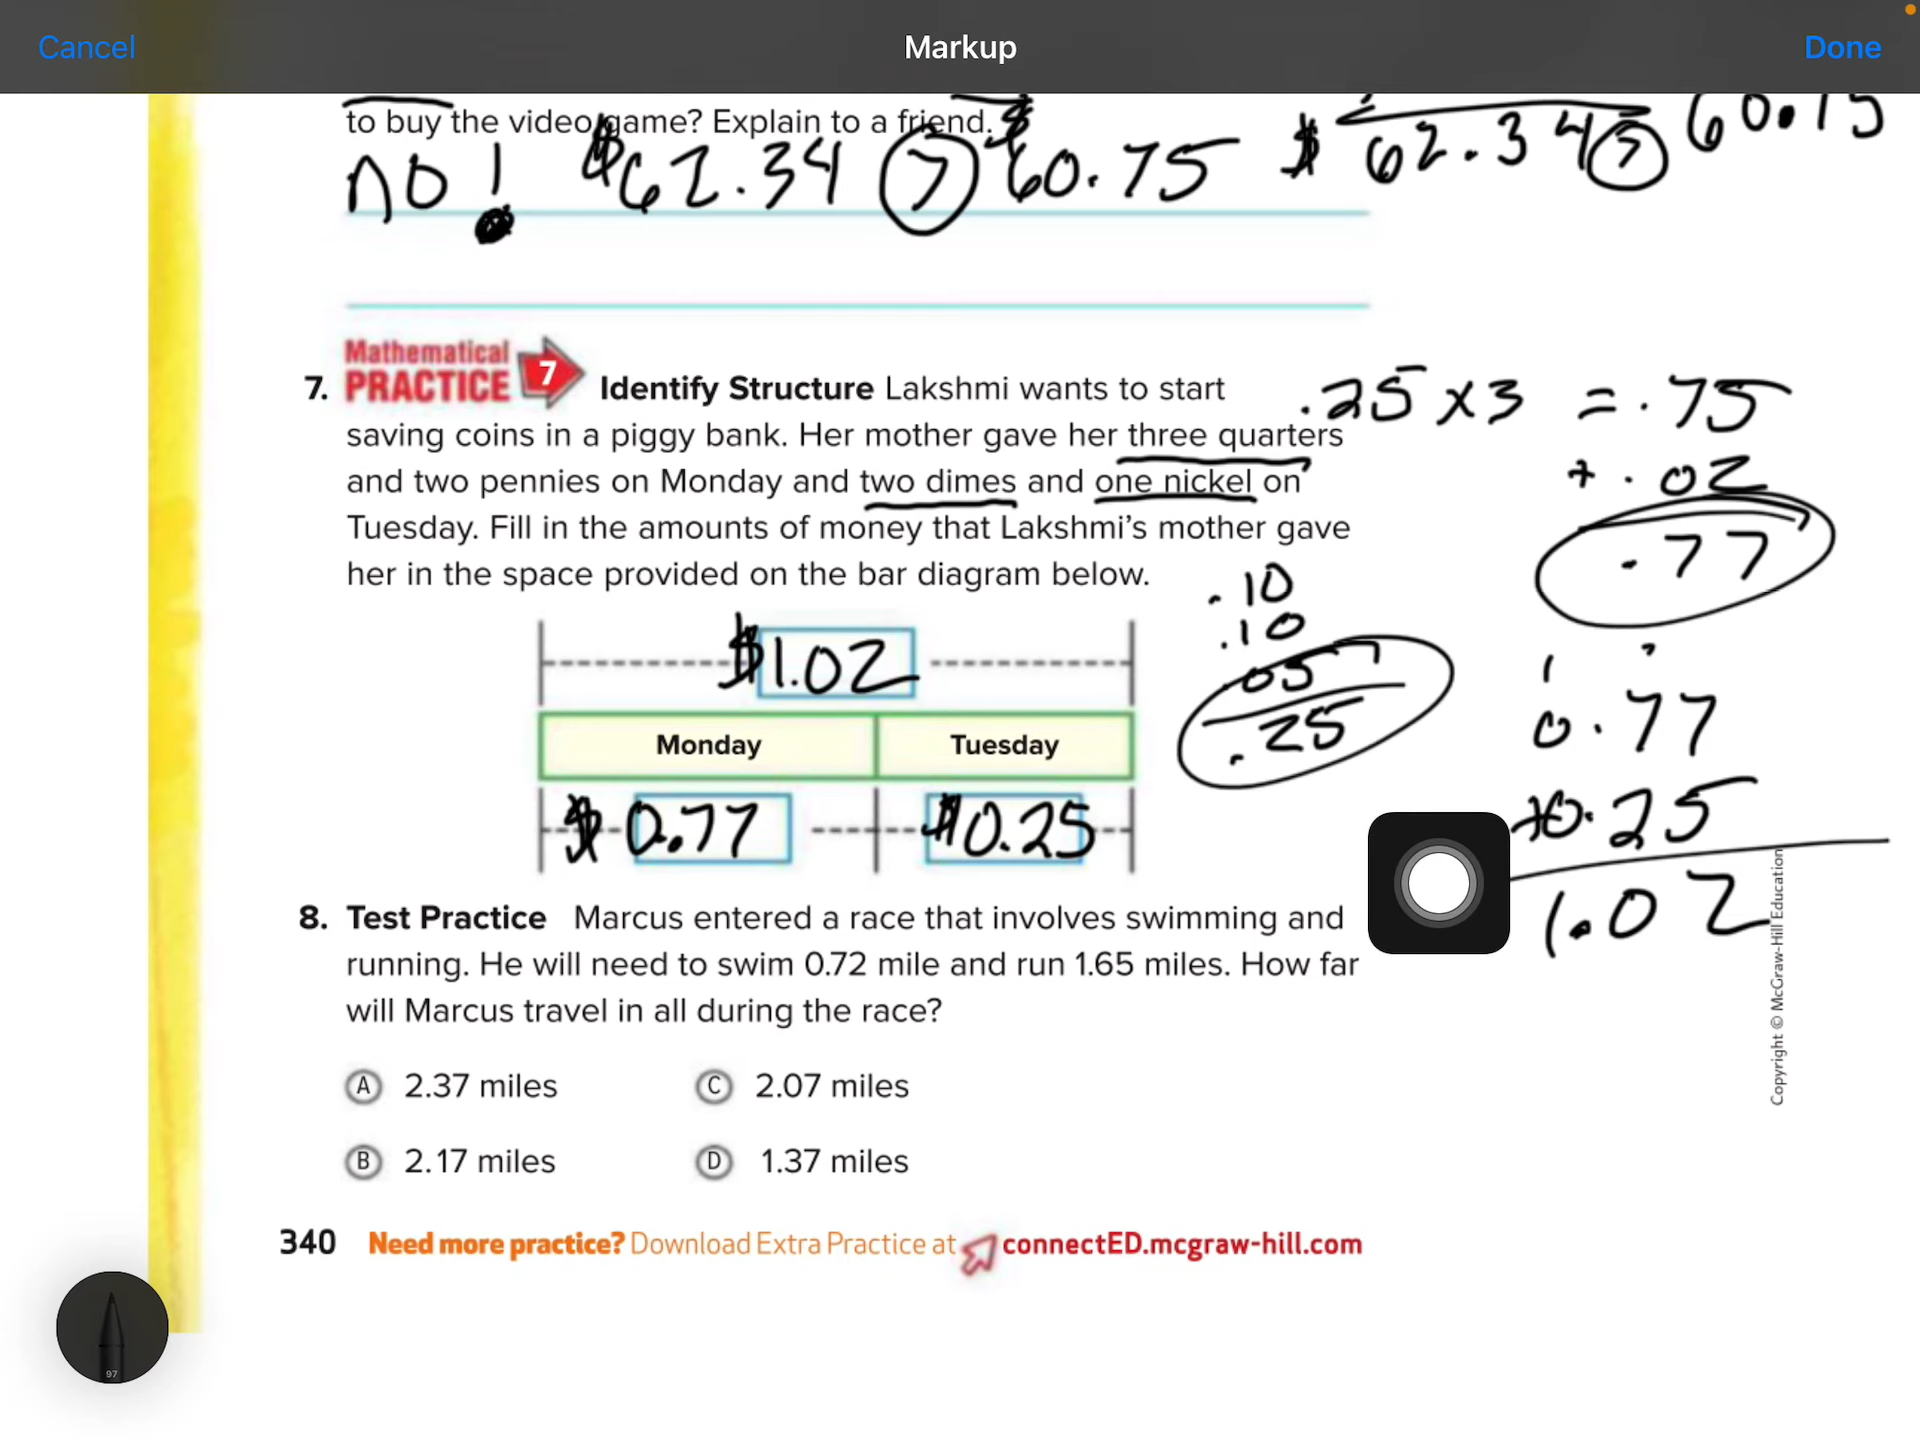 Cancel Markup Done
to buy the video game? Explain to a friend.
no! $62.34 > $60.75 $62.34 >
Mathematical
PRACTICE 7
7. Identify Structure Lakshmi wants to start
saving coins in a piggy bank. Her mother gave her three quarters
and two pennies on Monday and two dimes and one nickel on
Tuesday. Fill in the amounts of money that Lakshmi's mother gave
her in the space provided on the bar diagram below.
.25 x 3 = .75
+ .02
.77
$1.02
Monday Tuesday
$0.77 $0.25
.10
.10
.05
.25
1
0.77
+0.25
1.02
8. Test Practice Marcus entered a race that involves swimming and
running. He will need to swim 0.72 mile and run 1.65 miles. How far
will Marcus travel in all during the race?
A 2.37 miles C 2.07 miles
B 2.17 miles D 1.37 miles
340 Need more practice? Download Extra Practice at connectED.mcgraw-hill.com
Copyright © McGraw-Hill Education
97